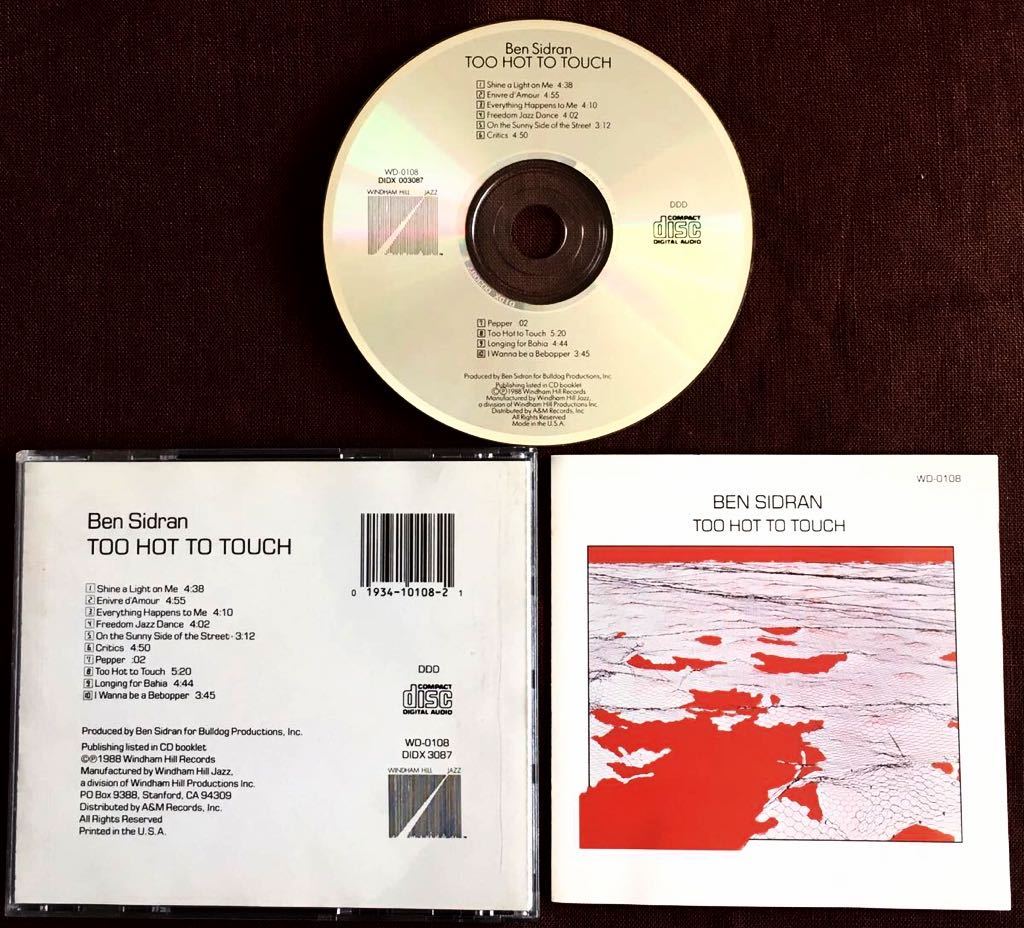 Ben Sidran
TOO HOT TO TOUCH
1 Shine a Light on Me 4:38
2 Enivre d'Amour 4:55
3 Everything Happens to Me 4:10
4 Freedom Jazz Dance 4:02
5 On the Sunny Side of the Street 3:12
6 Critics 4:50
WD-0108
DIDX 003087
WINDHAM HILL JAZZ
DDD
COMPACT
disc
DIGITAL AUDIO
7 Pepper :02
8 Too Hot to Touch 5:20
9 Longing for Bahia 4:44
10 I Wanna be a Bebopper 3:45
Produced by Ben Sidran for Bulldog Productions, Inc.
Publishing listed in CD booklet
©℗1988 Windham Hill Records
Manufactured by Windham Hill Jazz,
a division of Windham Hill Productions Inc.
Distributed by A&M Records, Inc
All Rights Reserved
Made in the U.S.A.
Ben Sidran
TOO HOT TO TOUCH
0 1934-10108-2 1
1 Shine a Light on Me 4:38
2 Enivre d'Amour 4:55
3 Everything Happens to Me 4:10
4 Freedom Jazz Dance 4:02
5 On the Sunny Side of the Street · 3:12
6 Critics 4:50
7 Pepper :02
8 Too Hot to Touch 5:20
9 Longing for Bahia 4:44
10 I Wanna be a Bebopper 3:45
DDD
COMPACT
disc
DIGITAL AUDIO
Produced by Ben Sidran for Bulldog Productions, Inc.
Publishing listed in CD booklet
©℗1988 Windham Hill Records
Manufactured by Windham Hill Jazz,
a division of Windham Hill Productions Inc.
PO Box 9388, Stanford, CA 94309
Distributed by A&M Records, Inc.
All Rights Reserved
Printed in the U.S.A.
WD-0108
DIDX 3087
WINDHAM HILL JAZZ
WD-0108
BEN SIDRAN
TOO HOT TO TOUCH